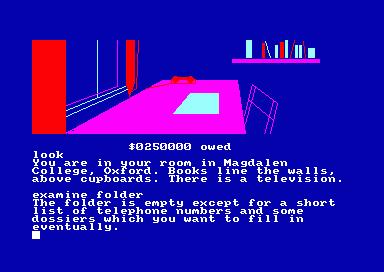 $0250000 owed
look
You are in your room in Magdalen
College, Oxford. Books line the walls,
above cupboards. There is a television.
examine folder
The folder is empty except for a short
list of telephone numbers and some
dossiers which you want to fill in
eventually.